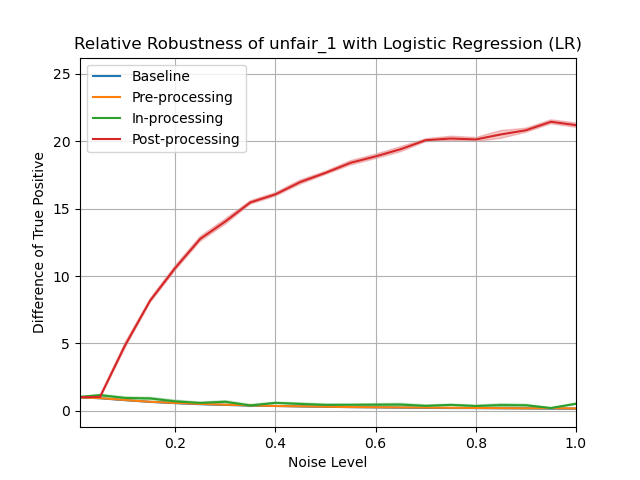 Relative Robustness of unfair_1 with Logistic Regression (LR)
Difference of True Positive
25
20
15
10
5
0
Baseline
Pre-processing
In-processing
Post-processing
0.2
0.4
0.6
0.8
1.0
Noise Level